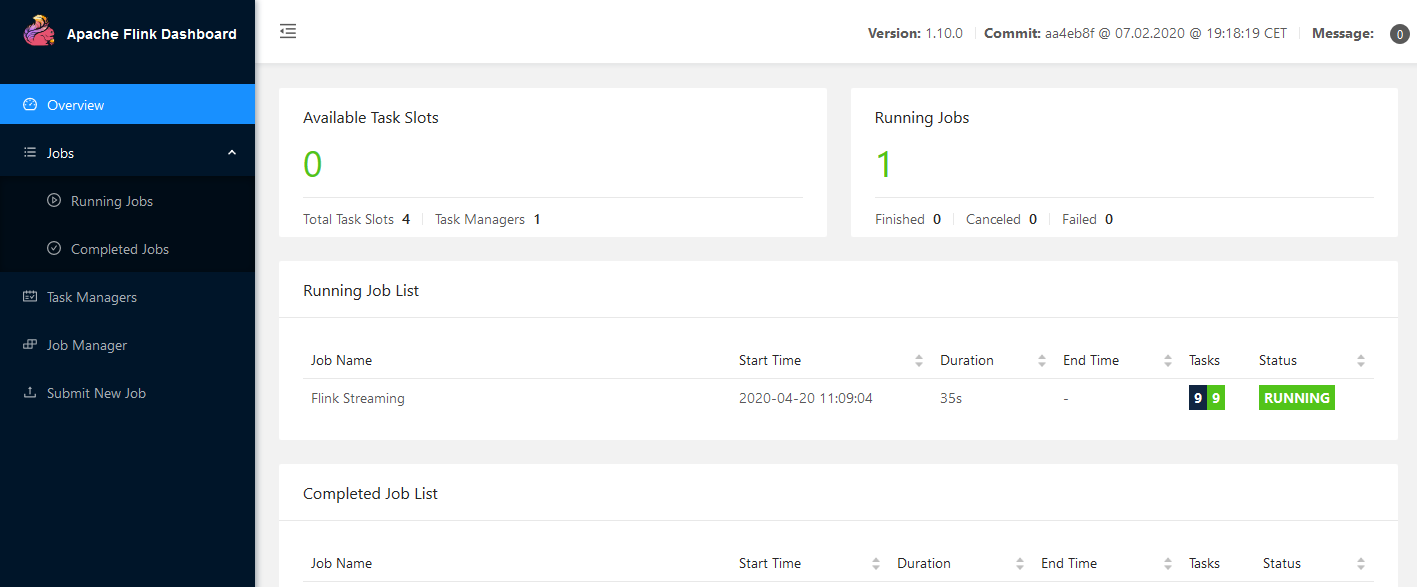 Apache Flink Dashboard
Version: 1.10.0 Commit: aa4eb8f @ 07.02.2020 @ 19:18:19 CET Message: 0
Overview
Jobs
Running Jobs
Completed Jobs
Task Managers
Job Manager
Submit New Job
Available Task Slots
0
Total Task Slots 4 Task Managers 1
Running Jobs
1
Finished 0 Canceled 0 Failed 0
Running Job List
Job Name Start Time Duration End Time Tasks Status
Flink Streaming 2020-04-20 11:09:04 35s - 9 9 RUNNING
Completed Job List
Job Name Start Time Duration End Time Tasks Status